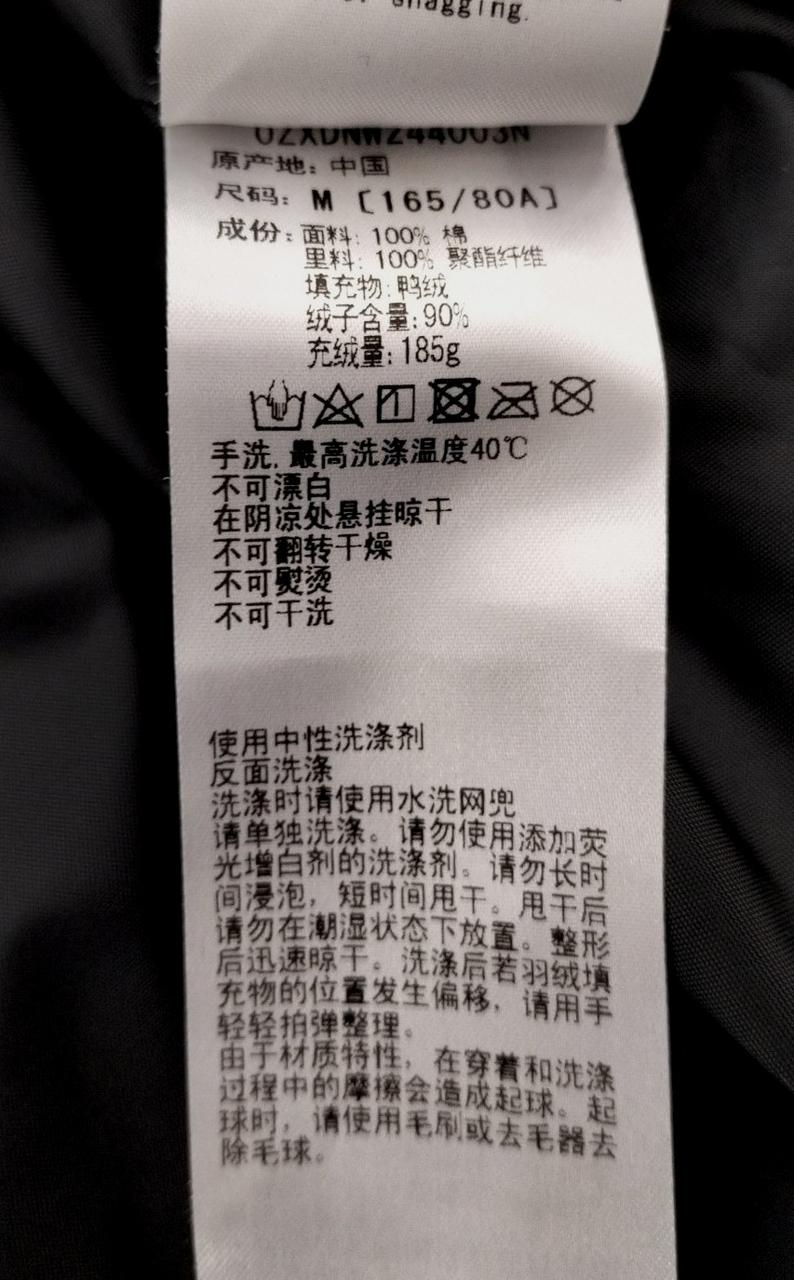 snagging.
0ZXDNW244003N
原产地: 中国
尺码: M [165/80A]
成份: 面料: 100% 棉
里料: 100% 聚酯纤维
填充物: 鸭绒
绒子含量: 90%
充绒量: 185g
手洗. 最高洗涤温度40℃
不可漂白
在阴凉处悬挂晾干
不可翻转干燥
不可熨烫
不可干洗
使用中性洗涤剂
反面洗涤
洗涤时请使用水洗网兜
请单独洗涤。请勿使用添加荧
光增白剂的洗涤剂。请勿长时
间浸泡，短时间甩干。甩干后
请勿在潮湿状态下放置。整形
后迅速晾干。洗涤后若羽绒填
充物的位置发生偏移，请用手
轻轻拍弹整理。
由于材质特性，在穿着和洗涤
过程中的摩擦会造成起球。起
球时，请使用毛刷或去毛器去
除毛球。